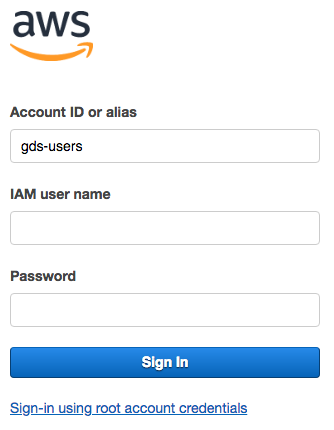 aws
Account ID or alias
gds-users
IAM user name
Password
Sign In
Sign-in using root account credentials